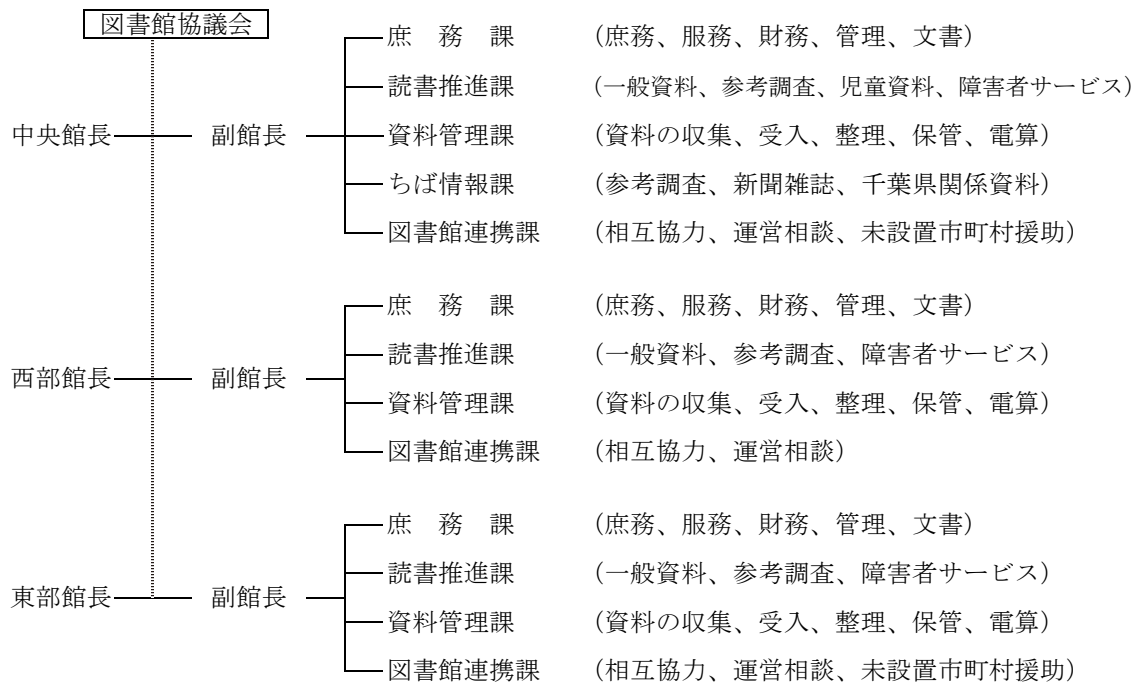 図書館協議会
庶　務　課　（庶務、服務、財務、管理、文書）
読書推進課　（一般資料、参考調査、児童資料、障害者サービス）
中央館長　副館長　資料管理課　（資料の収集、受入、整理、保管、電算）
ちば情報課　（参考調査、新聞雑誌、千葉県関係資料）
図書館連携課　（相互協力、運営相談、未設置市町村援助）
庶　務　課　（庶務、服務、財務、管理、文書）
読書推進課　（一般資料、参考調査、障害者サービス）
西部館長　副館長
資料管理課　（資料の収集、受入、整理、保管、電算）
図書館連携課　（相互協力、運営相談）
庶　務　課　（庶務、服務、財務、管理、文書）
読書推進課　（一般資料、参考調査、障害者サービス）
東部館長　副館長
資料管理課　（資料の収集、受入、整理、保管、電算）
図書館連携課　（相互協力、運営相談、未設置市町村援助）